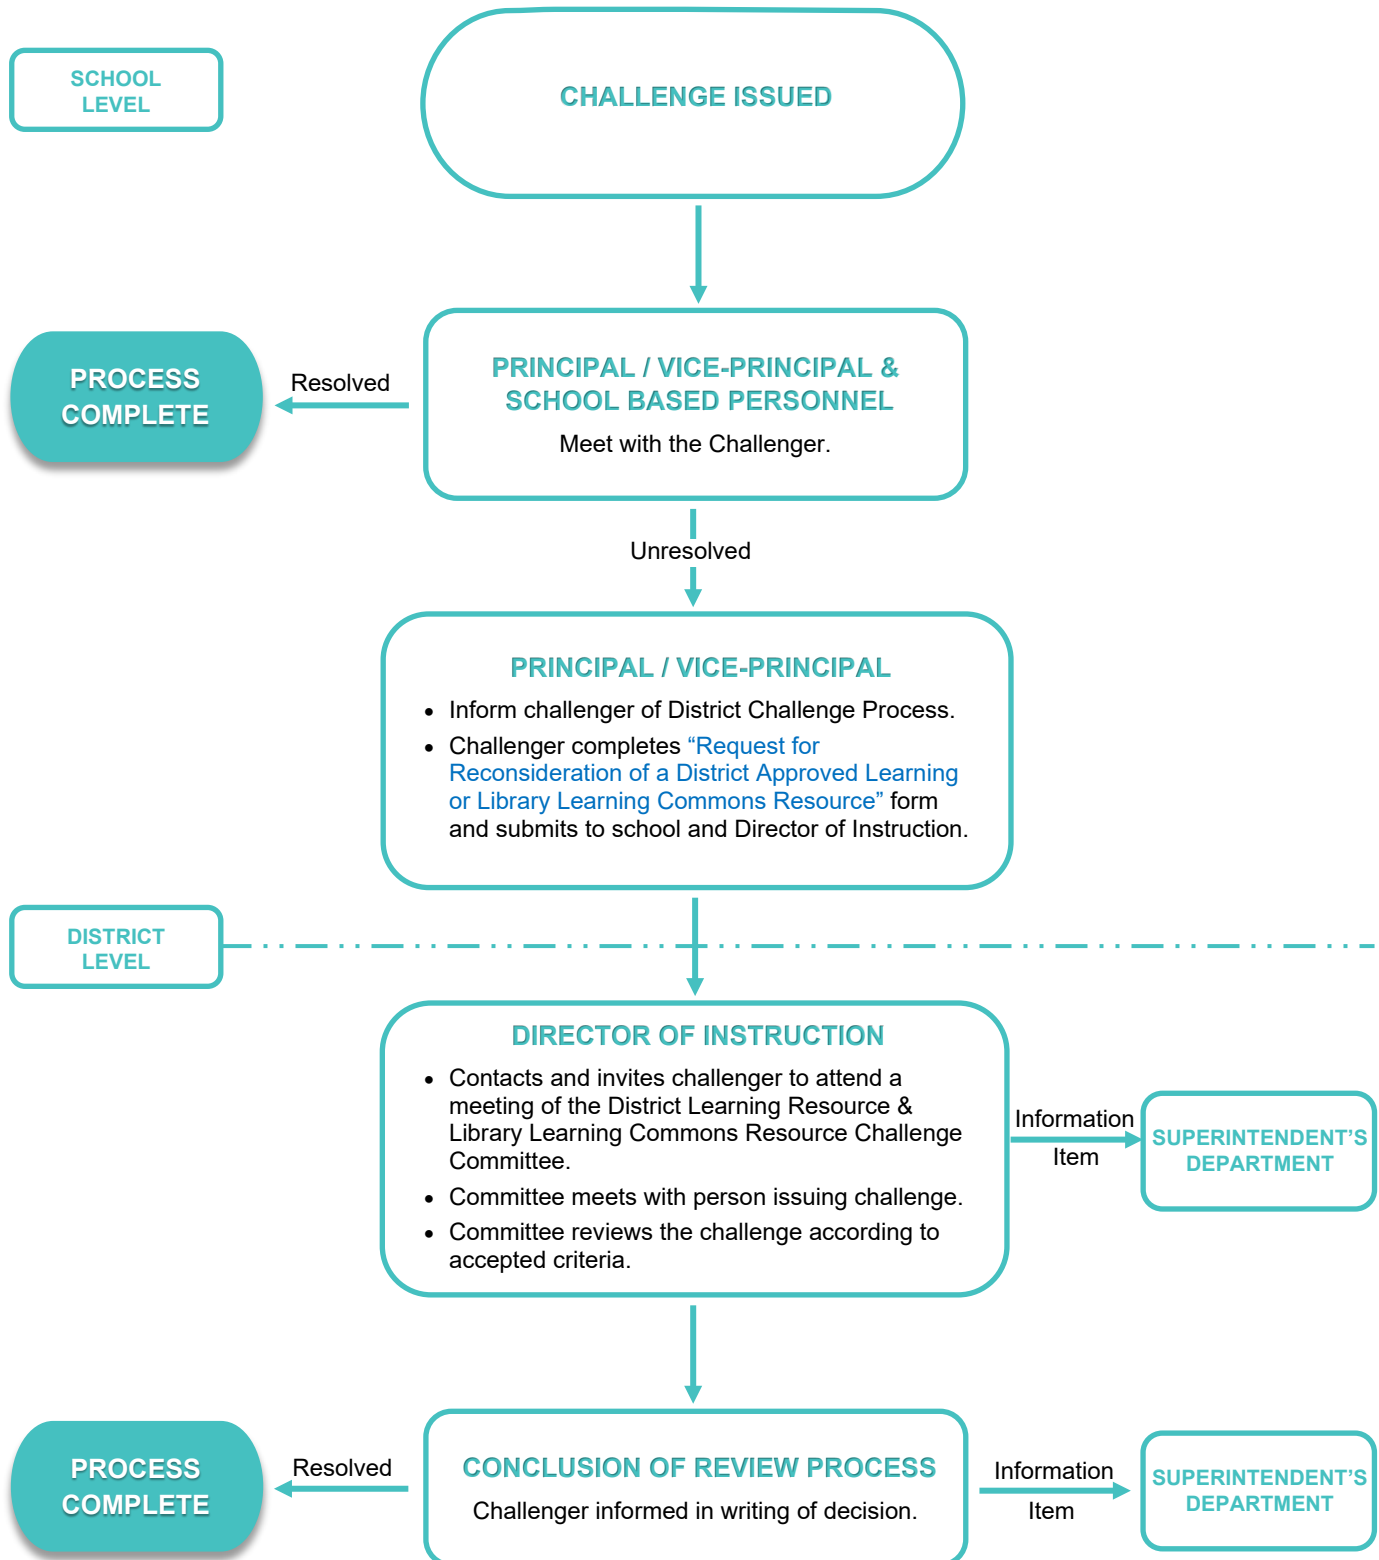 SCHOOL
LEVEL
CHALLENGE ISSUED
PROCESS
COMPLETE
Resolved
PRINCIPAL / VICE-PRINCIPAL &
SCHOOL BASED PERSONNEL
Meet with the Challenger.
Unresolved
PRINCIPAL / VICE-PRINCIPAL
• Inform challenger of District Challenge Process.
• Challenger completes “Request for
Reconsideration of a District Approved Learning
or Library Learning Commons Resource” form
and submits to school and Director of Instruction.
DISTRICT
LEVEL
DIRECTOR OF INSTRUCTION
• Contacts and invites challenger to attend a
meeting of the District Learning Resource &
Library Learning Commons Resource Challenge
Committee.
• Committee meets with person issuing challenge.
• Committee reviews the challenge according to
accepted criteria.
Information
Item
SUPERINTENDENT’S
DEPARTMENT
PROCESS
COMPLETE
Resolved
CONCLUSION OF REVIEW PROCESS
Challenger informed in writing of decision.
Information
Item
SUPERINTENDENT’S
DEPARTMENT